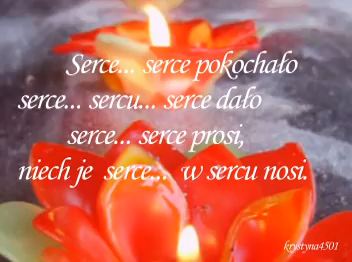 Serce... serce pokochało
serce... sercu... serce dało
serce... serce prosi,
niech je serce... w sercu nosi.
krystyna4501